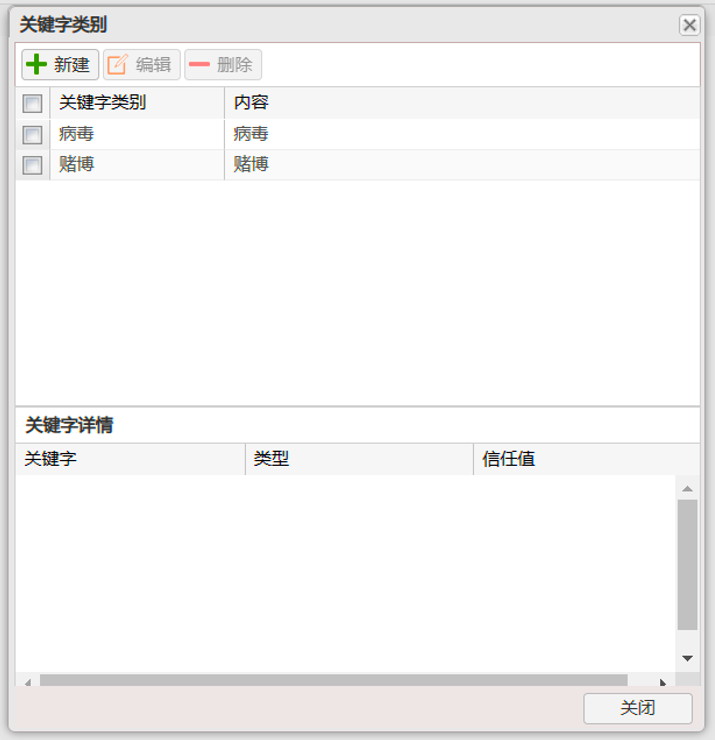 关键字类别
新建 编辑 删除
关键字类别 内容
病毒 病毒
赌博 赌博
关键字详情
关键字 类型 信任值
关闭